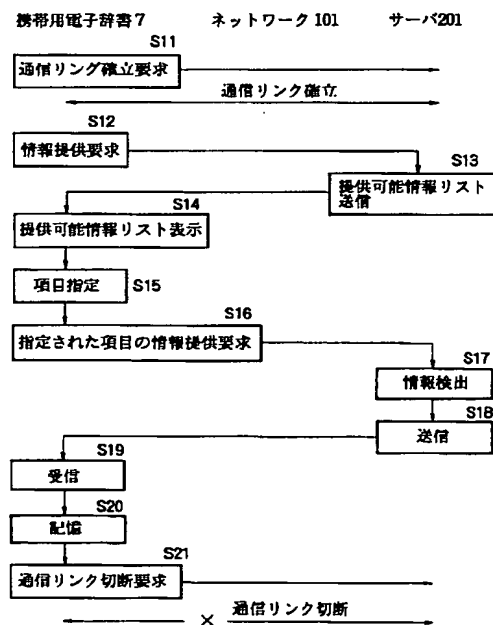 携帯用電子辞書7 ネットワーク101 サーバ201
S11
通信リング確立要求
通信リンク確立
S12
情報提供要求
S13
提供可能情報リスト
送信
S14
提供可能情報リスト表示
項目指定 S15
S16
指定された項目の情報提供要求
S17
情報検出
S18
送信
S19
受信
S20
記憶
S21
通信リンク切断要求
通信リンク切断
×